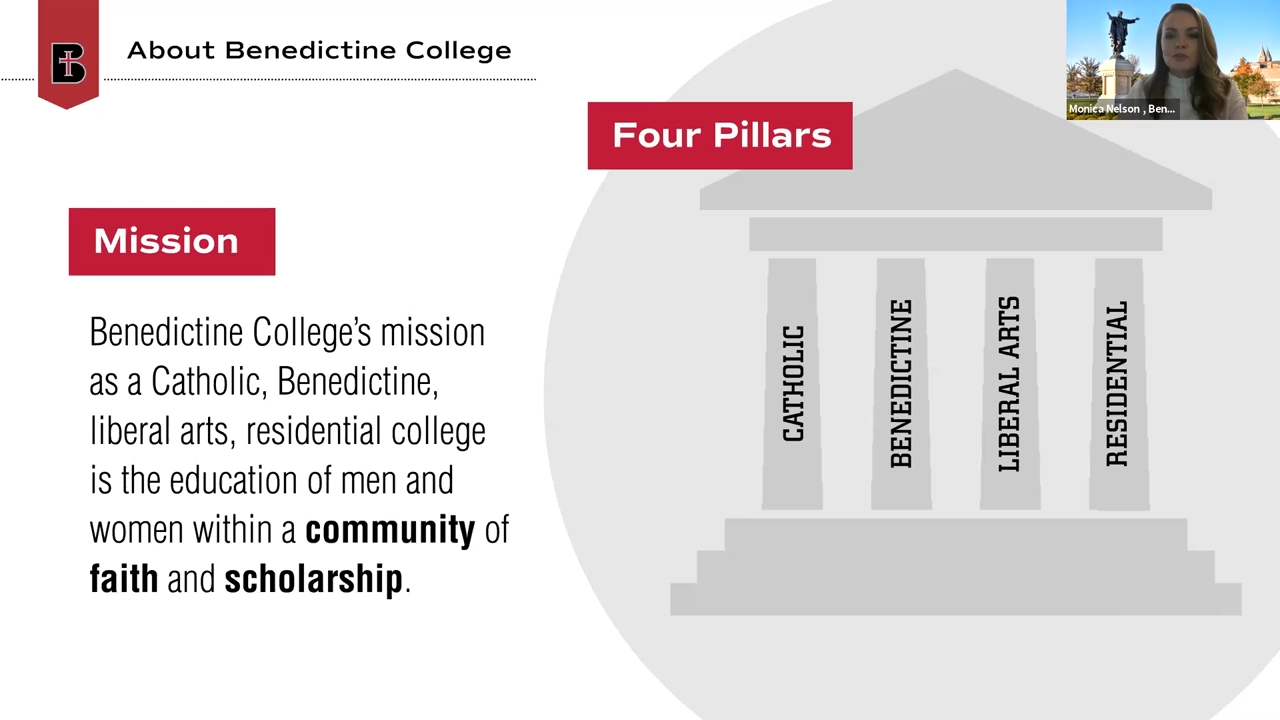 B
About Benedictine College
Monica Nelson , Ben...
Four Pillars
Mission
Benedictine College's mission
as a Catholic, Benedictine,
liberal arts, residential college
is the education of men and
women within a community of
faith and scholarship.
CATHOLIC
BENEDICTINE
LIBERAL ARTS
RESIDENTIAL